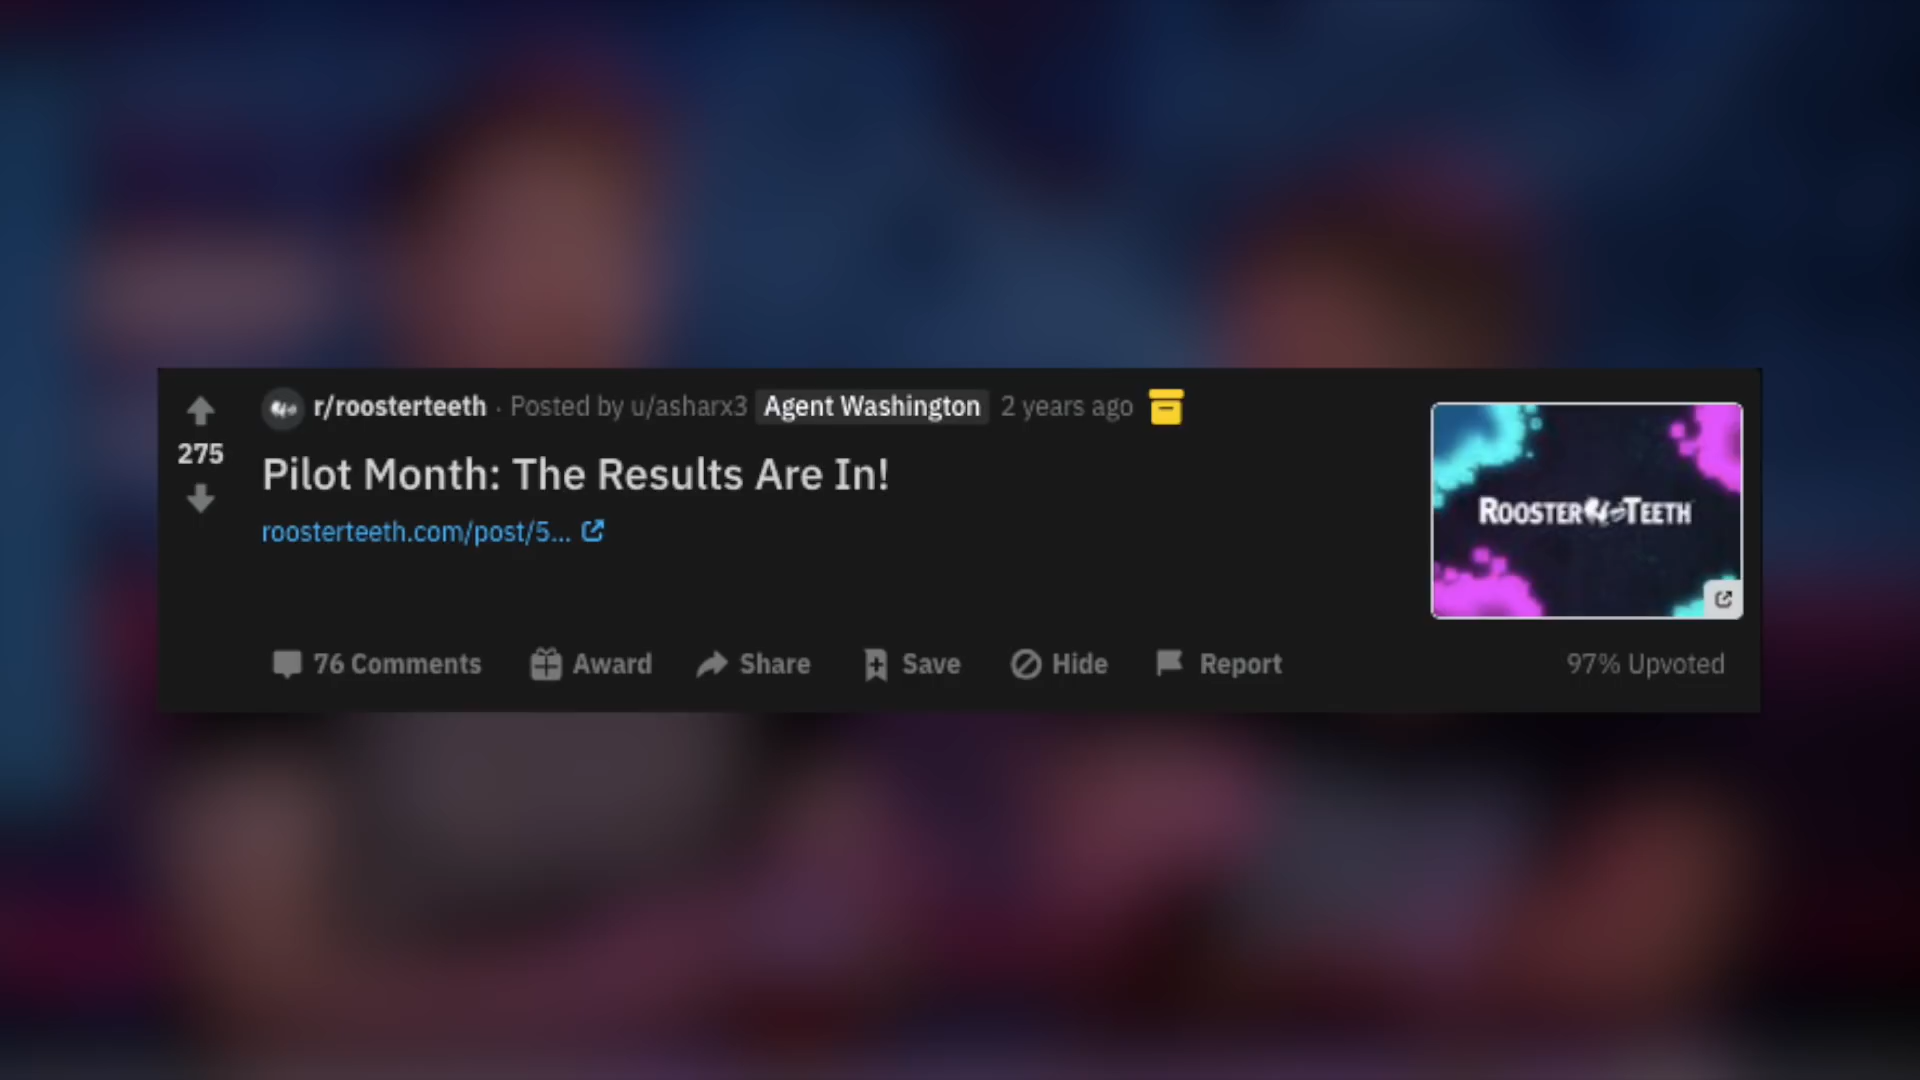 r/roosterteeth · Posted by u/asharx3 Agent Washington 2 years ago
275
Pilot Month: The Results Are In!
roosterteeth.com/post/5...
ROOSTER TEETH
76 Comments Award Share Save Hide Report 97% Upvoted